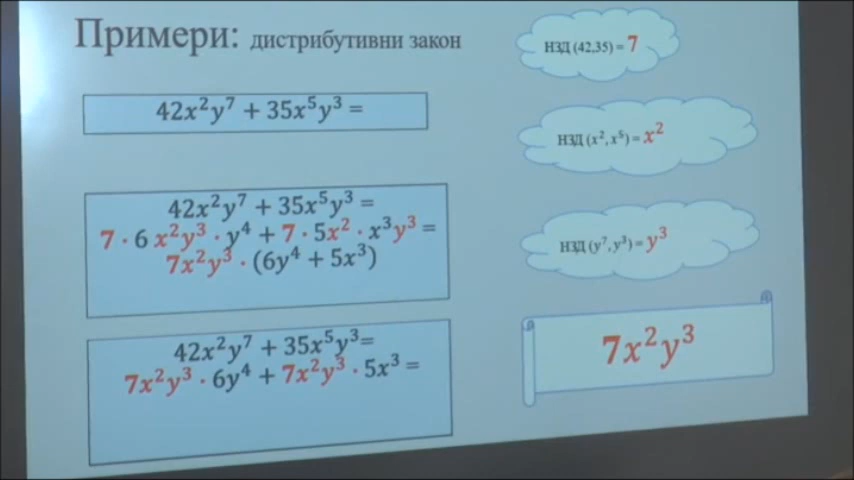 Примери: дистрибутивни закон
42x²y⁷ + 35x⁵y³ =
42x²y⁷ + 35x⁵y³ =
7 · 6 x²y³ · y⁴ + 7 · 5x² · x³y³ =
7x²y³ · (6y⁴ + 5x³)
42x²y⁷ + 35x⁵y³=
7x²y³ · 6y⁴ + 7x²y³ · 5x³ =
НЗД (42,35) = 7
НЗД (x², x⁵) = x²
НЗД (y⁷, y³) = y³
7x²y³